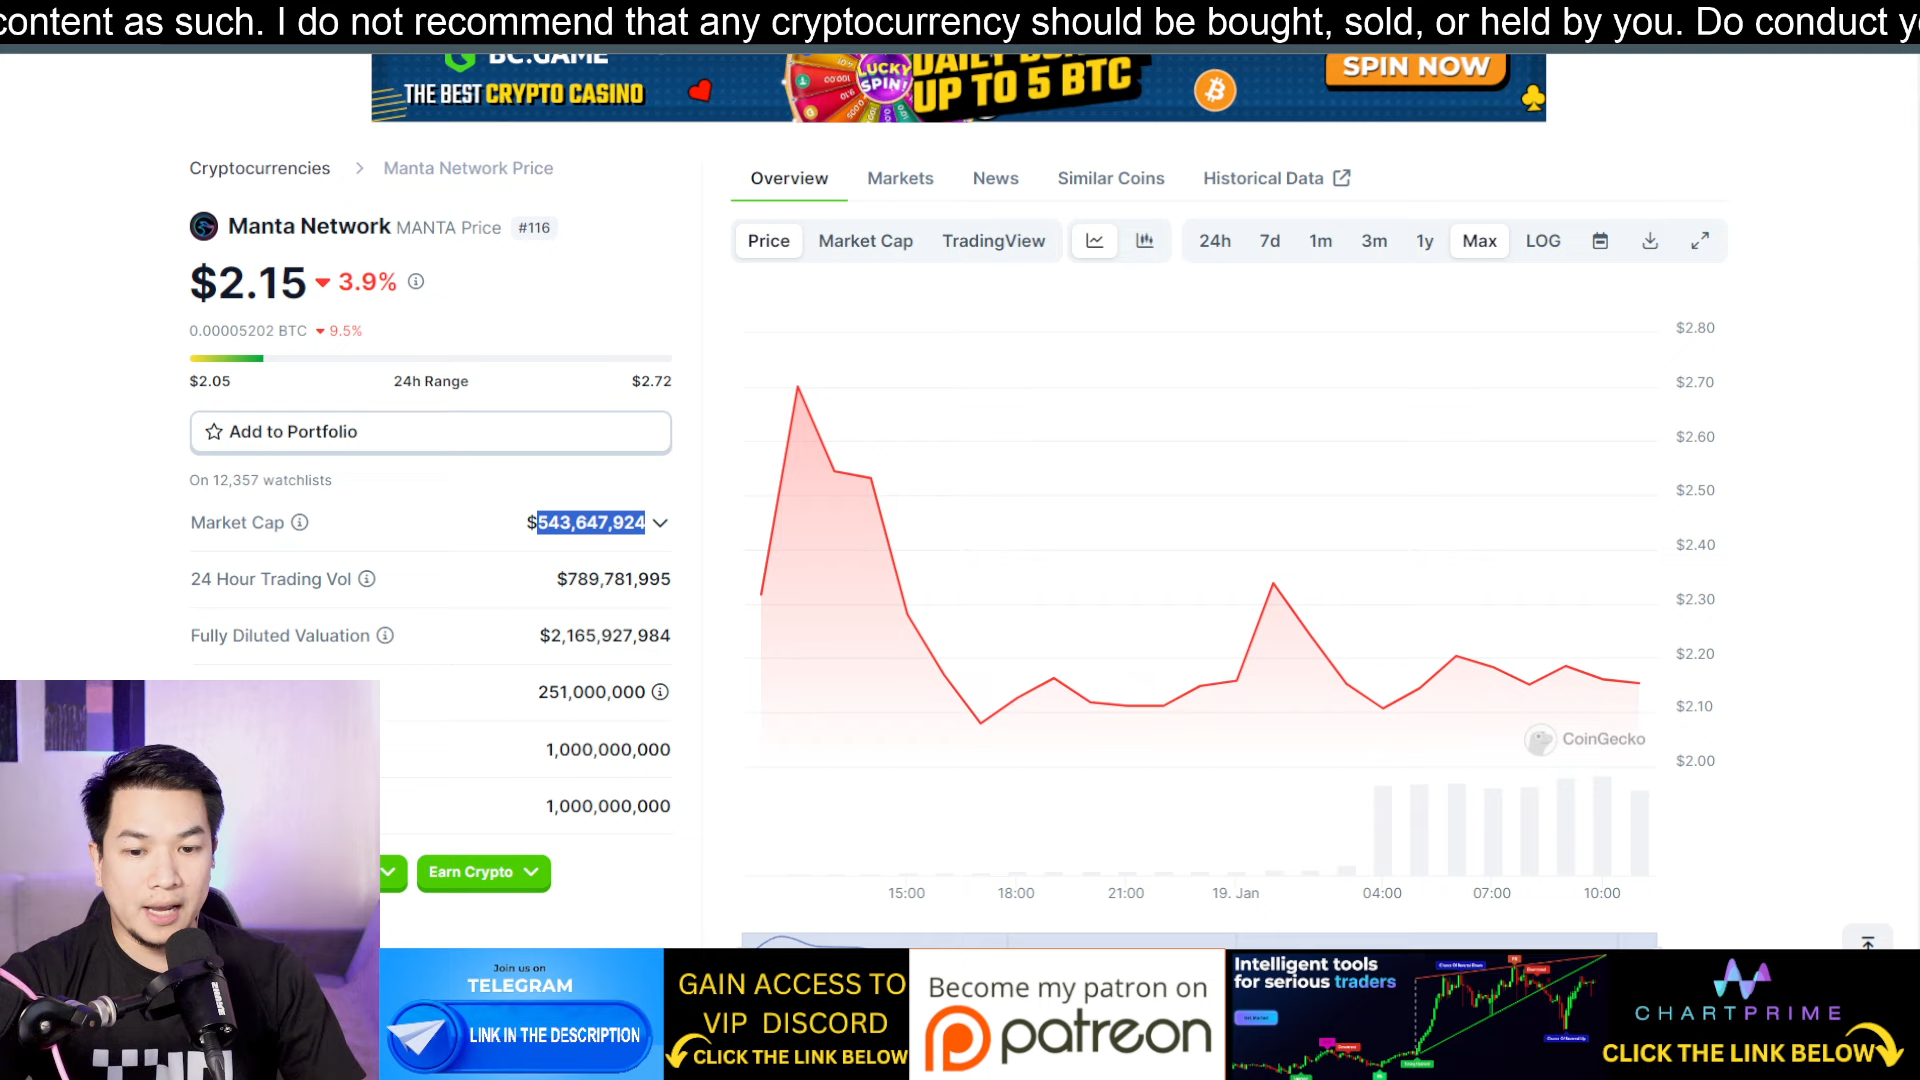 content as such. I do not recommend that any cryptocurrency should be bought, sold, or held by you. Do conduct yo
BC.GAME
THE BEST CRYPTO CASINO
LUCKY SPIN!
UP TO 5 BTC
SPIN NOW
Cryptocurrencies > Manta Network Price
Manta Network MANTA Price #116
$2.15 3.9%
0.00005202 BTC 9.5%
$2.05 24h Range $2.72
Add to Portfolio
On 12,357 watchlists
Market Cap $543,647,924
24 Hour Trading Vol $789,781,995
Fully Diluted Valuation $2,165,927,984
251,000,000
1,000,000,000
1,000,000,000
Earn Crypto
Overview Markets News Similar Coins Historical Data
Price Market Cap TradingView 24h 7d 1m 3m 1y Max LOG
$2.80
$2.70
$2.60
$2.50
$2.40
$2.30
$2.20
$2.10
$2.00
CoinGecko
15:00 18:00 21:00 19. Jan 04:00 07:00 10:00
Join us on
TELEGRAM
LINK IN THE DESCRIPTION
GAIN ACCESS TO
VIP DISCORD
CLICK THE LINK BELOW
Become my patron on
patreon
Intelligent tools
for serious traders
CHARTPRIME
CLICK THE LINK BELOW